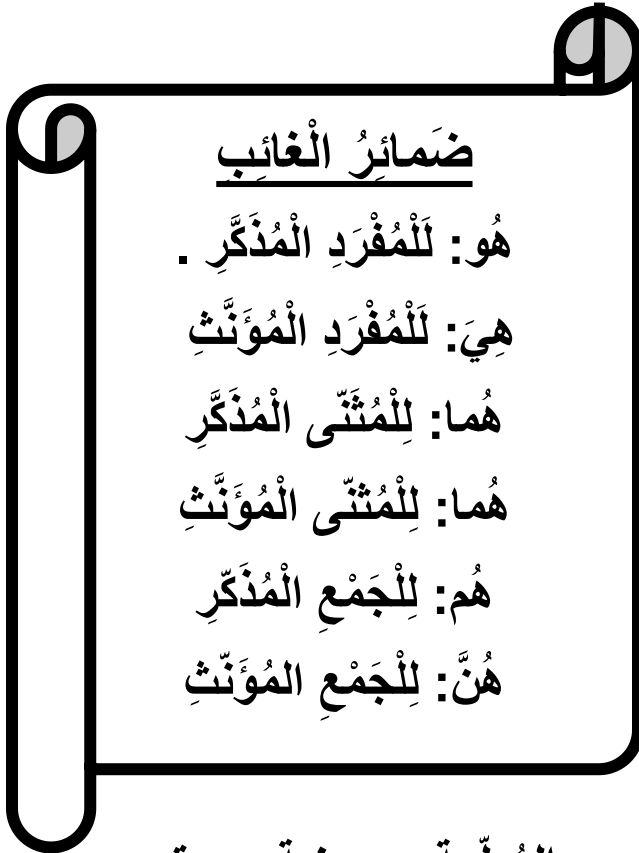 ضَمائِرُ الْغائِبِ
هُو: لَلْمُفْرَدِ الْمُذَكَّرِ .
هِيَ: لَلْمُفْرَدِ الْمُؤَنَّثِ
هُما: لِلْمُثَنّى الْمُذَكَّرِ
هُما: لِلْمُثنّى الْمُؤَنَّثِ
هُم: لِلْجَمْعِ الْمُذَكّرِ
هُنَّ: لِلْجَمْعِ المُؤَنّثِ